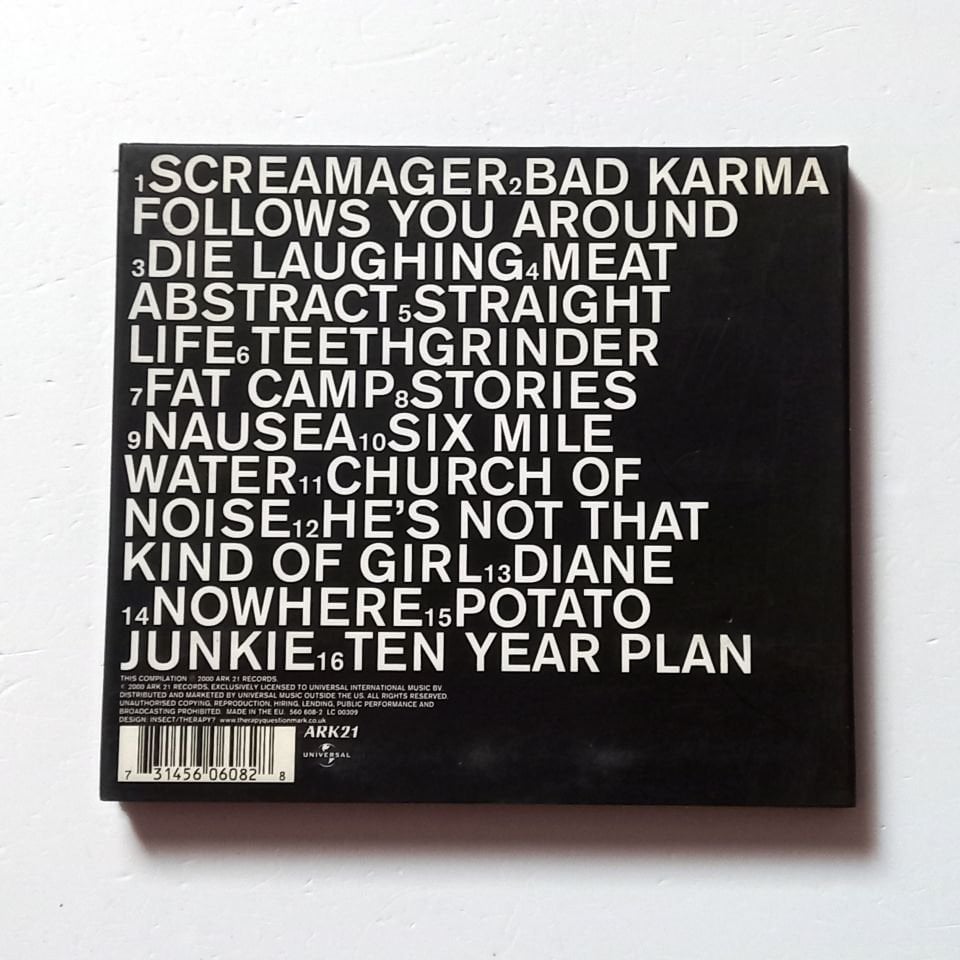 1SCREAMAGER2BAD KARMA
FOLLOWS YOU AROUND
3DIE LAUGHING4MEAT
ABSTRACT5STRAIGHT
LIFE6TEETHGRINDER
7FAT CAMP8STORIES
9NAUSEA10SIX MILE
WATER11CHURCH OF
NOISE12HE'S NOT THAT
KIND OF GIRL13DIANE
14NOWHERE15POTATO
JUNKIE16TEN YEAR PLAN
THIS COMPILATION ℗ 2000 ARK 21 RECORDS.
© 2000 ARK 21 RECORDS, EXCLUSIVELY LICENSED TO UNIVERSAL INTERNATIONAL MUSIC BV.
DISTRIBUTED AND MARKETED BY UNIVERSAL MUSIC OUTSIDE THE US. ALL RIGHTS RESERVED.
UNAUTHORISED COPYING, REPRODUCTION, HIRING, LENDING, PUBLIC PERFORMANCE AND
BROADCASTING PROHIBITED. MADE IN THE EU. 560 608-2 LC 00309
DESIGN: INSECT/THERAPY? www.therapyquestionmark.co.uk
ARK21
UNIVERSAL
7 31456 06082 8